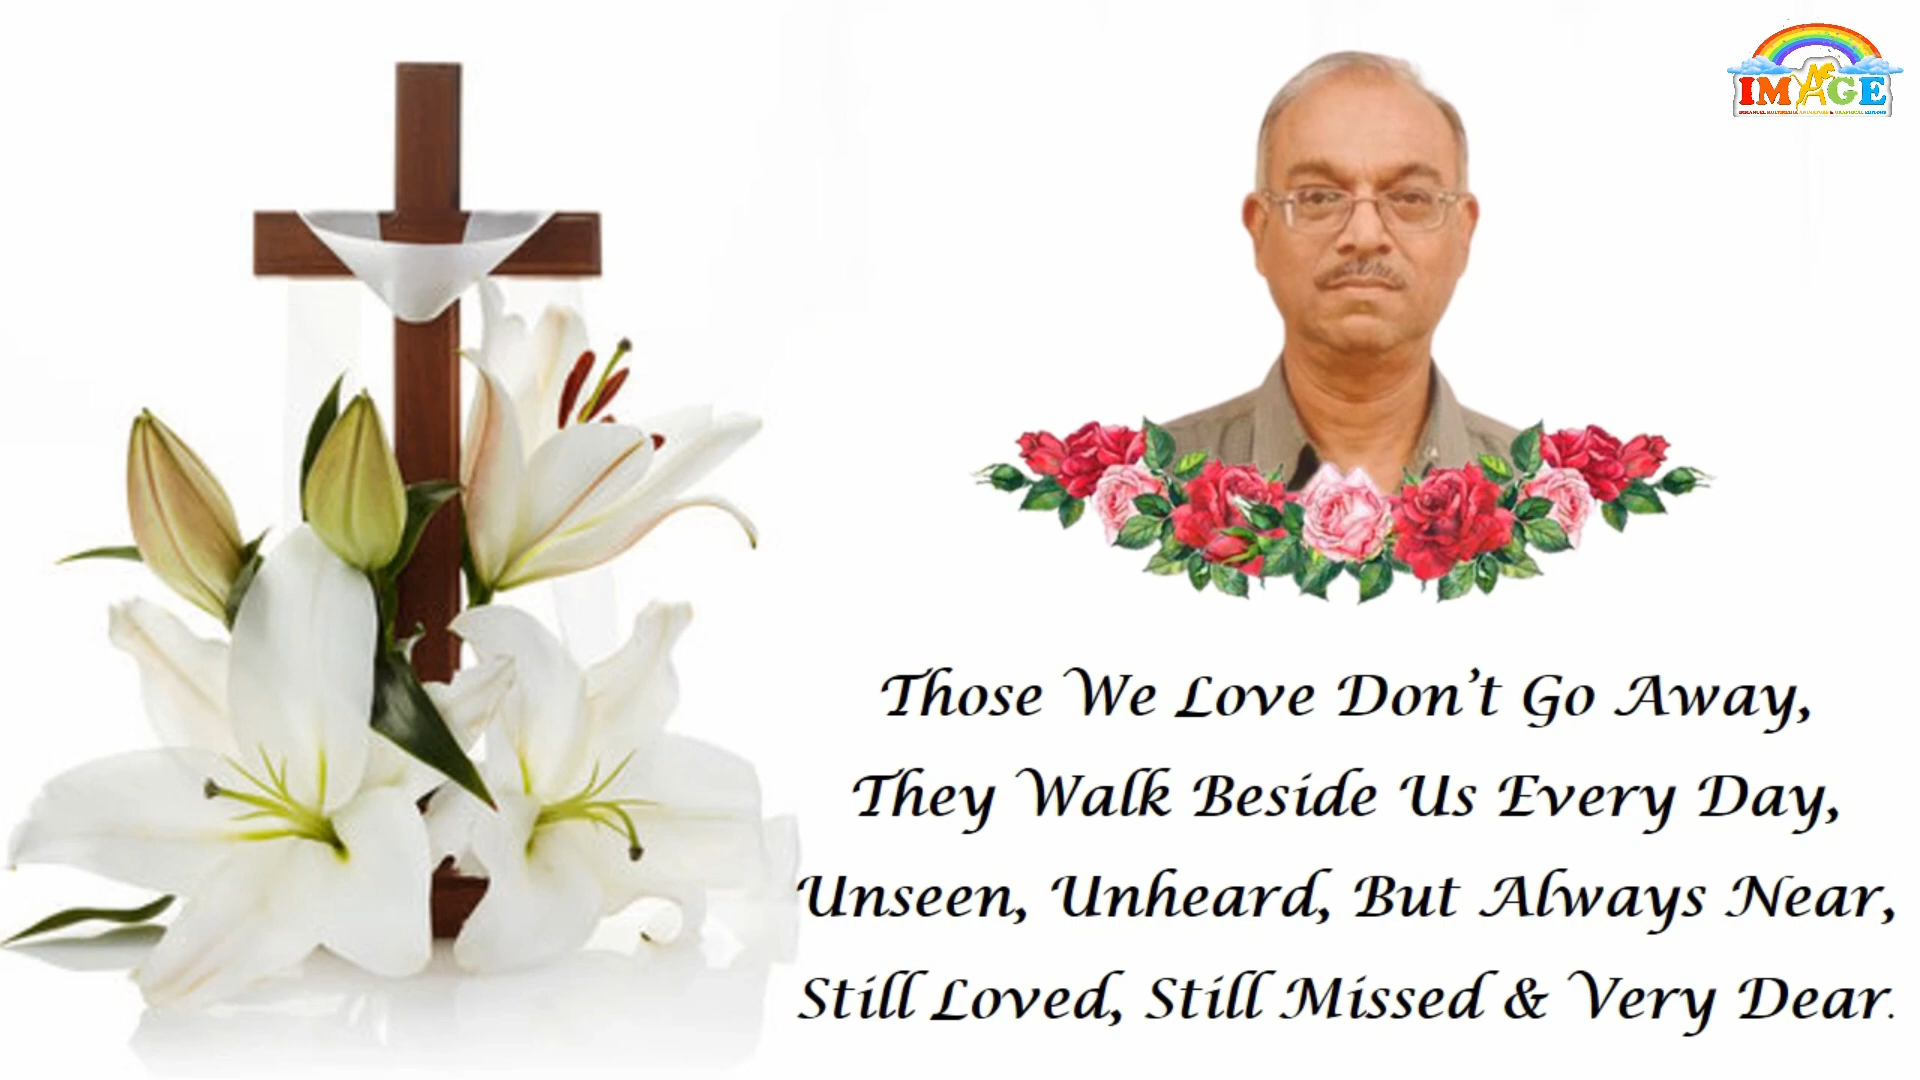 IMAGE
Those We Love Don't Go Away,
They Walk Beside Us Every Day,
Unseen, Unheard, But Always Near,
Still Loved, Still Missed & Very Dear.